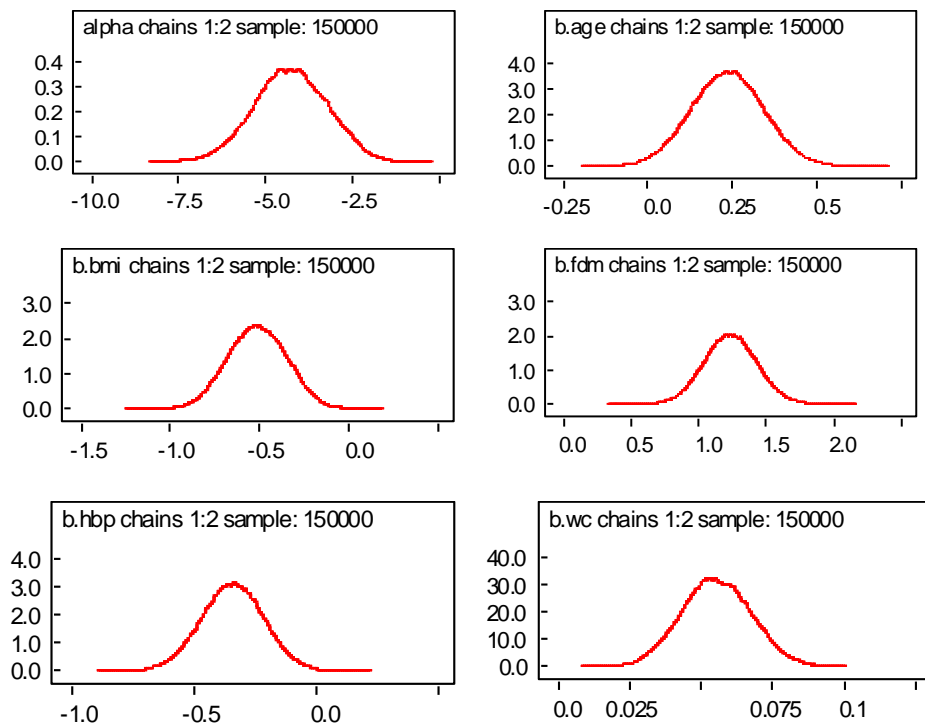 alpha chains 1:2 sample: 150000
0.4
0.3
0.2
0.1
0.0
-10.0 -7.5 -5.0 -2.5
b.age chains 1:2 sample: 150000
4.0
3.0
2.0
1.0
0.0
-0.25 0.0 0.25 0.5
b.bmi chains 1:2 sample: 150000
3.0
2.0
1.0
0.0
-1.5 -1.0 -0.5 0.0
b.fdm chains 1:2 sample: 150000
3.0
2.0
1.0
0.0
0.0 0.5 1.0 1.5 2.0
b.hbp chains 1:2 sample: 150000
4.0
3.0
2.0
1.0
0.0
-1.0 -0.5 0.0
b.wc chains 1:2 sample: 150000
40.0
30.0
20.0
10.0
0.0
0.0 0.025 0.075 0.1